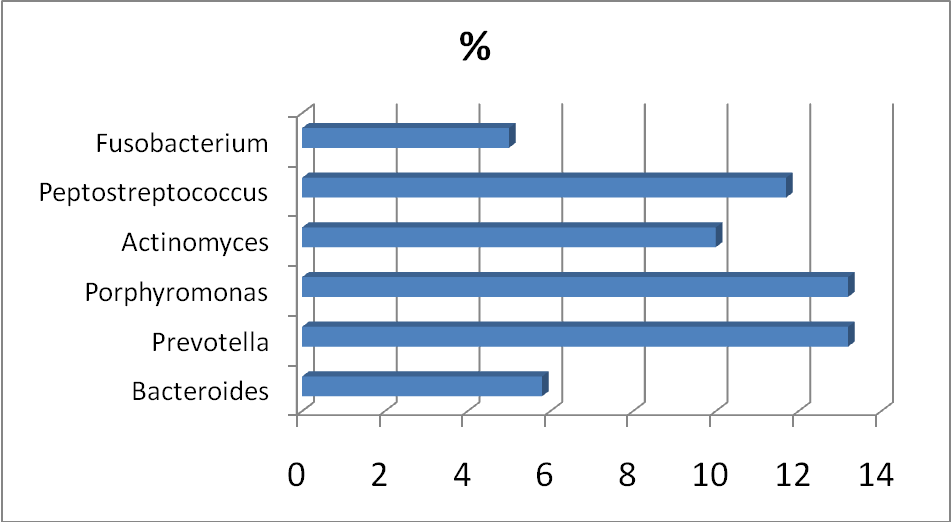 %
Fusobacterium
Peptostreptococcus
Actinomyces
Porphyromonas
Prevotella
Bacteroides
0 2 4 6 8 10 12 14